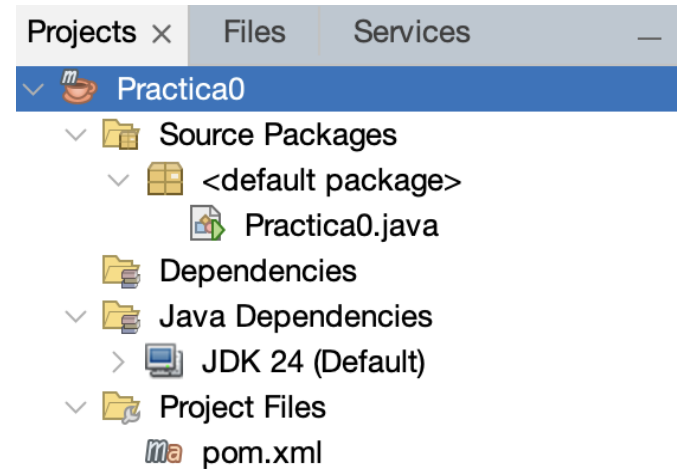 Projects × Files Services
Practica0
Source Packages
<default package>
Practica0.java
Dependencies
Java Dependencies
JDK 24 (Default)
Project Files
pom.xml